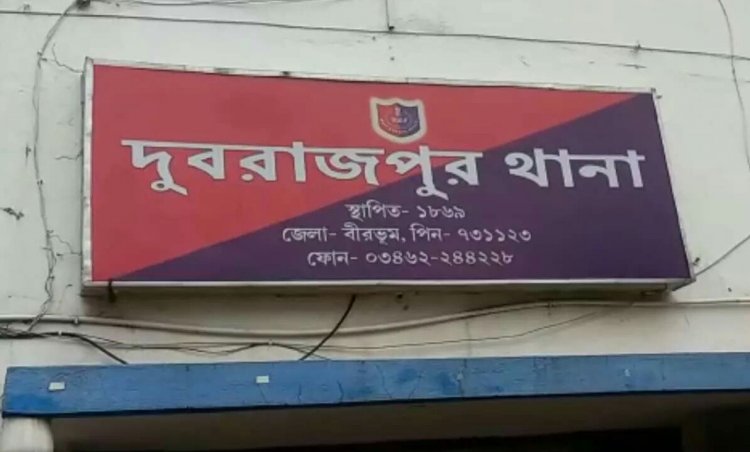 দুবরাজপুর থানা
স্থাপিত- ১৮৬৯
জেলা- বীরভূম, পিন- ৭৩১১২৩
ফোন- ০৩৪৬২-২৪৪২২৮